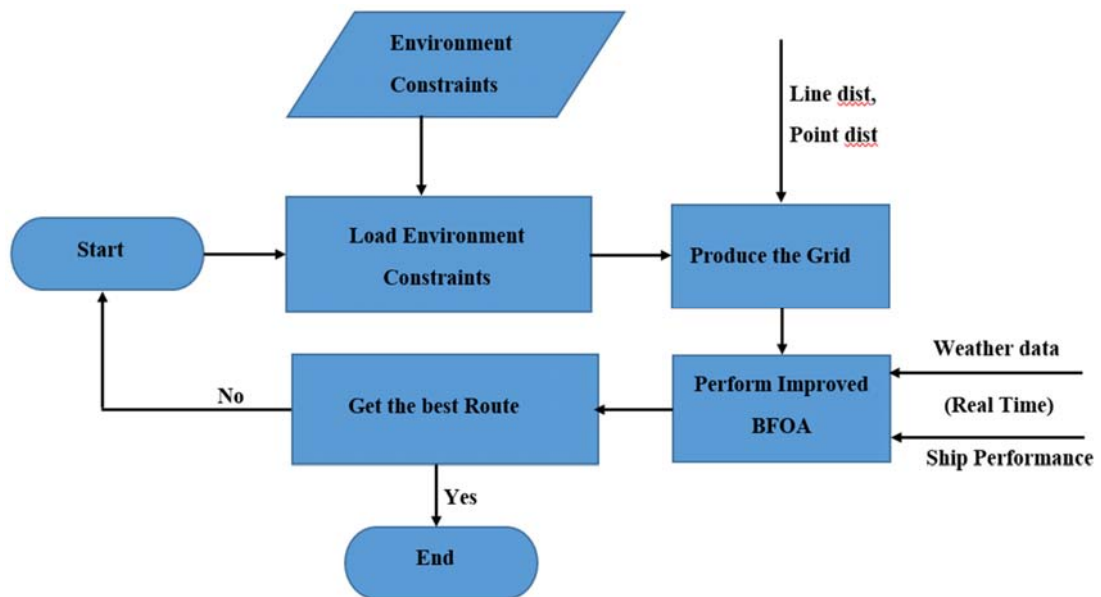 Environment
Constraints
Line dist,
Point dist
Start
Load Environment
Constraints
Produce the Grid
No
Get the best Route
Perform Improved
BFOA
Weather data
(Real Time)
Ship Performance
Yes
End